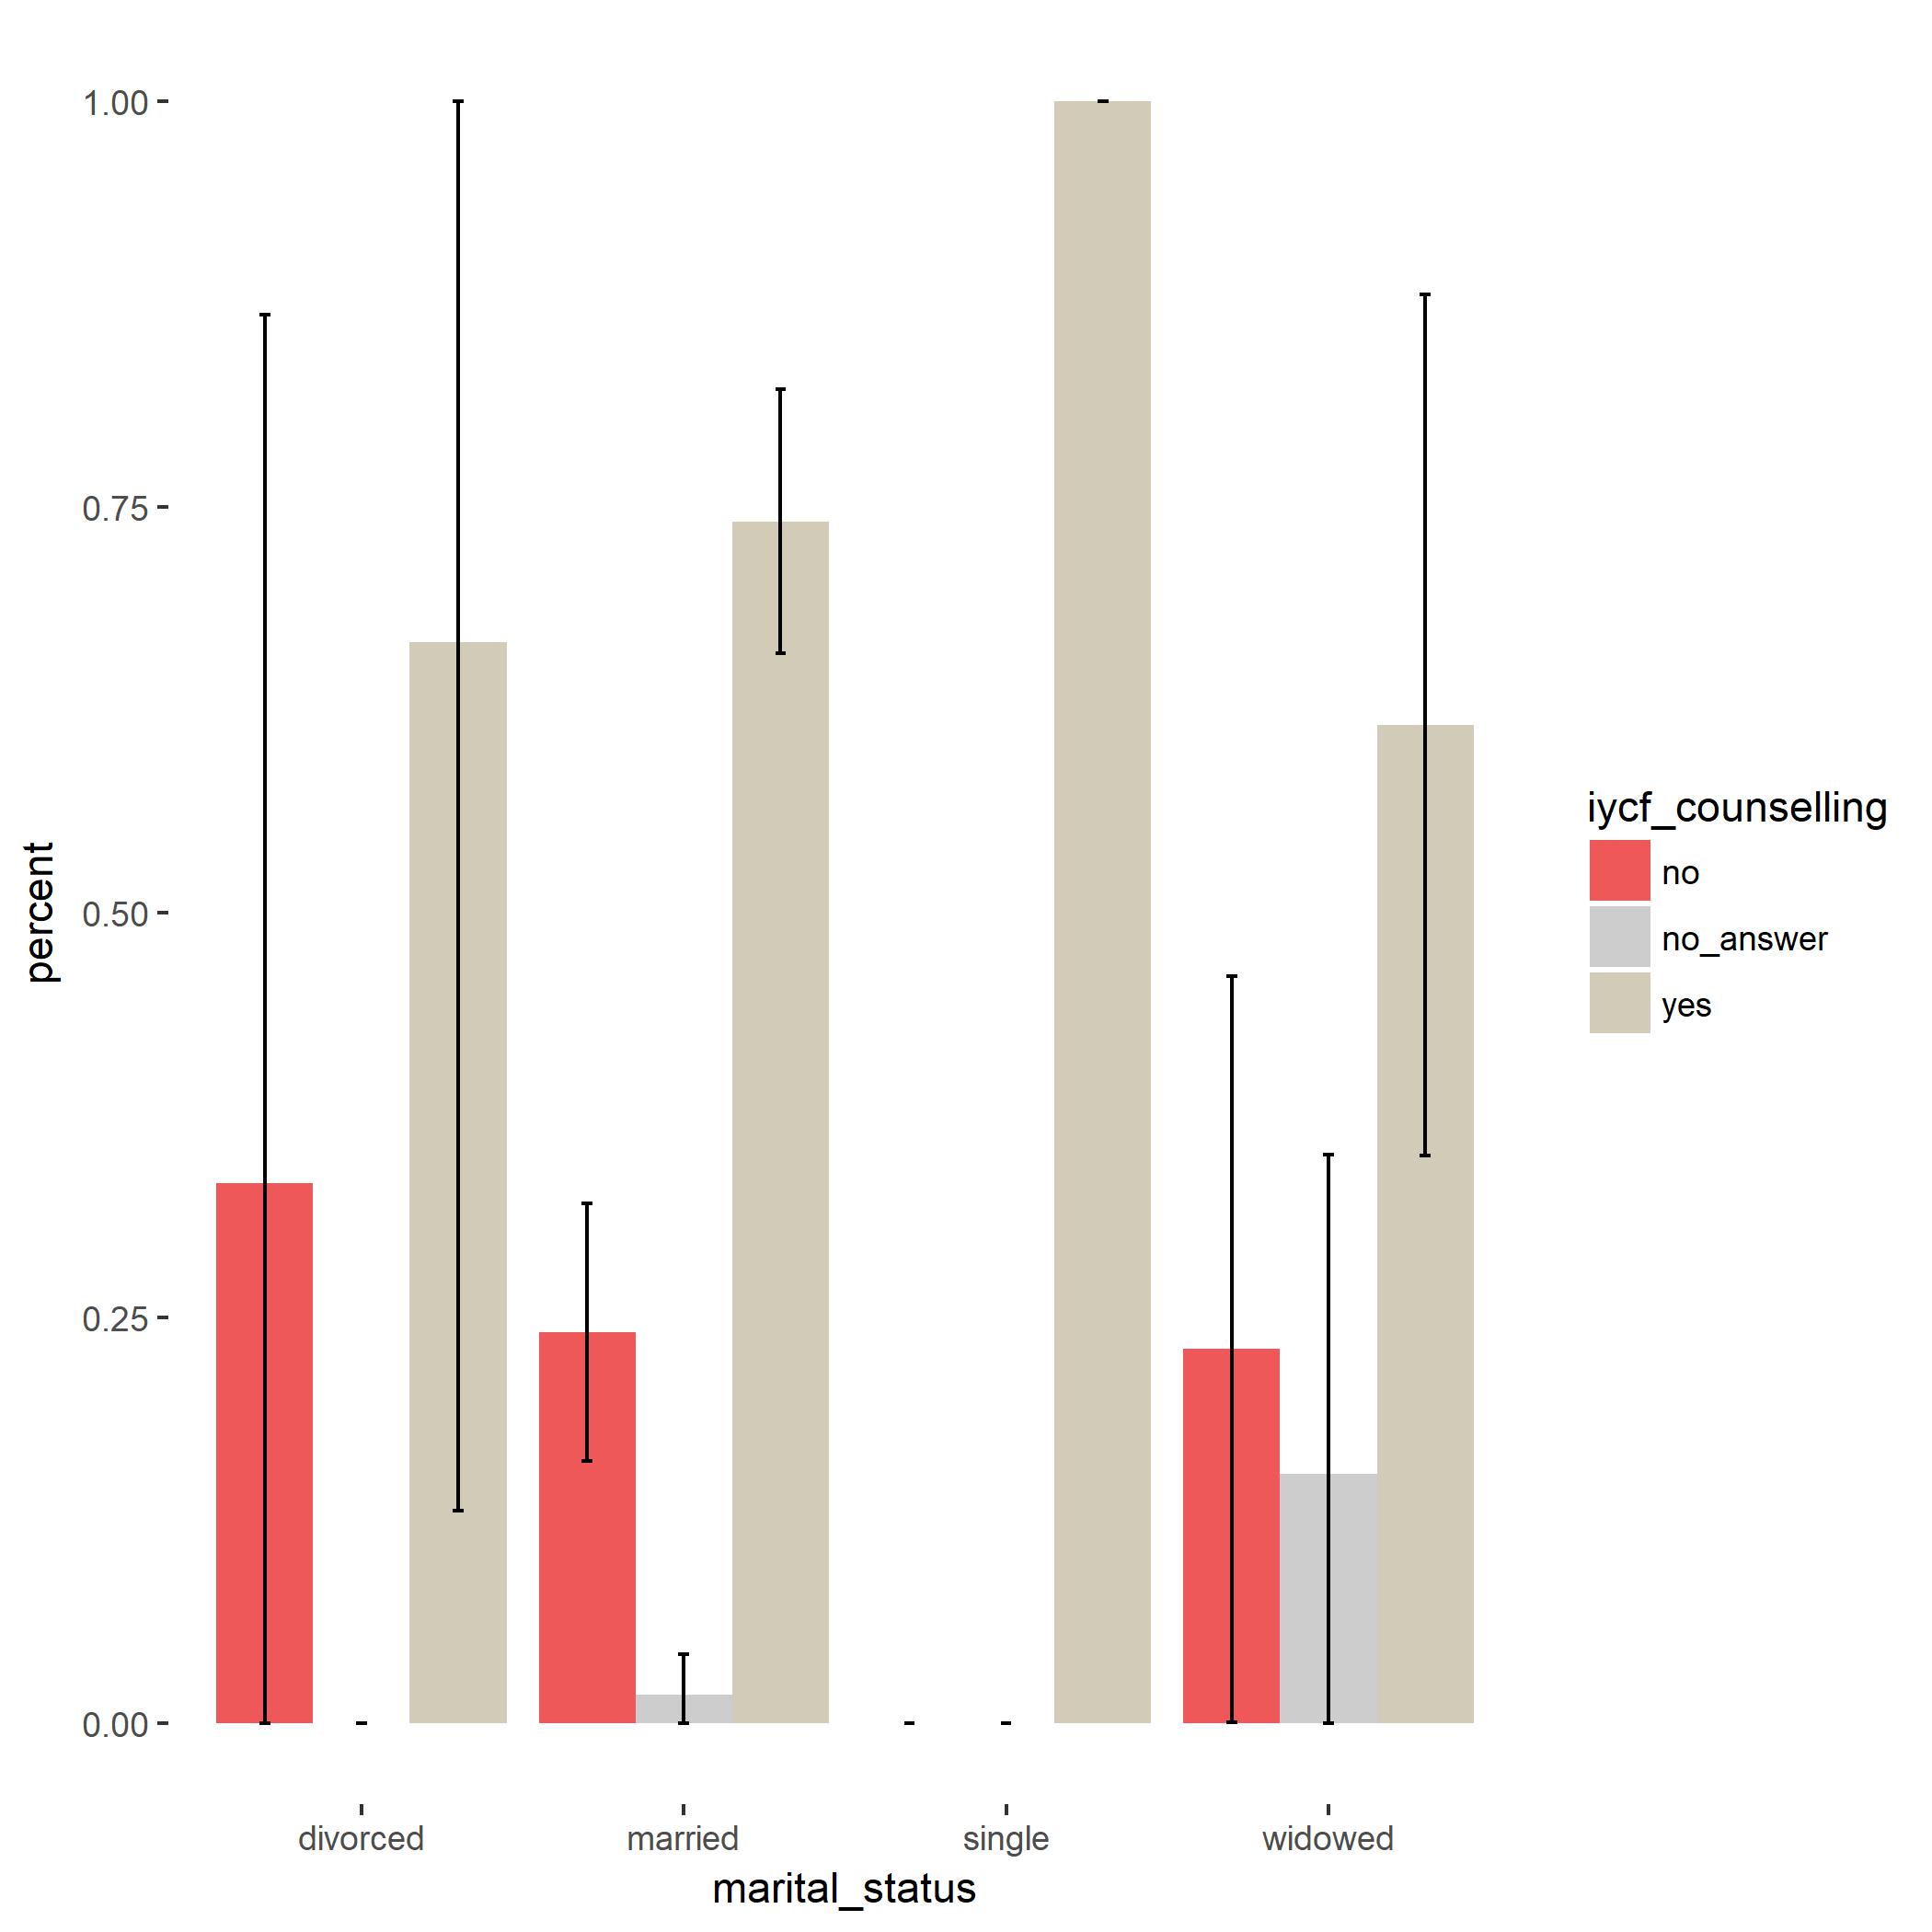 percent
1.00
0.75
0.50
0.25
0.00
divorced married single widowed
marital_status
iycf_counselling
no
no_answer
yes